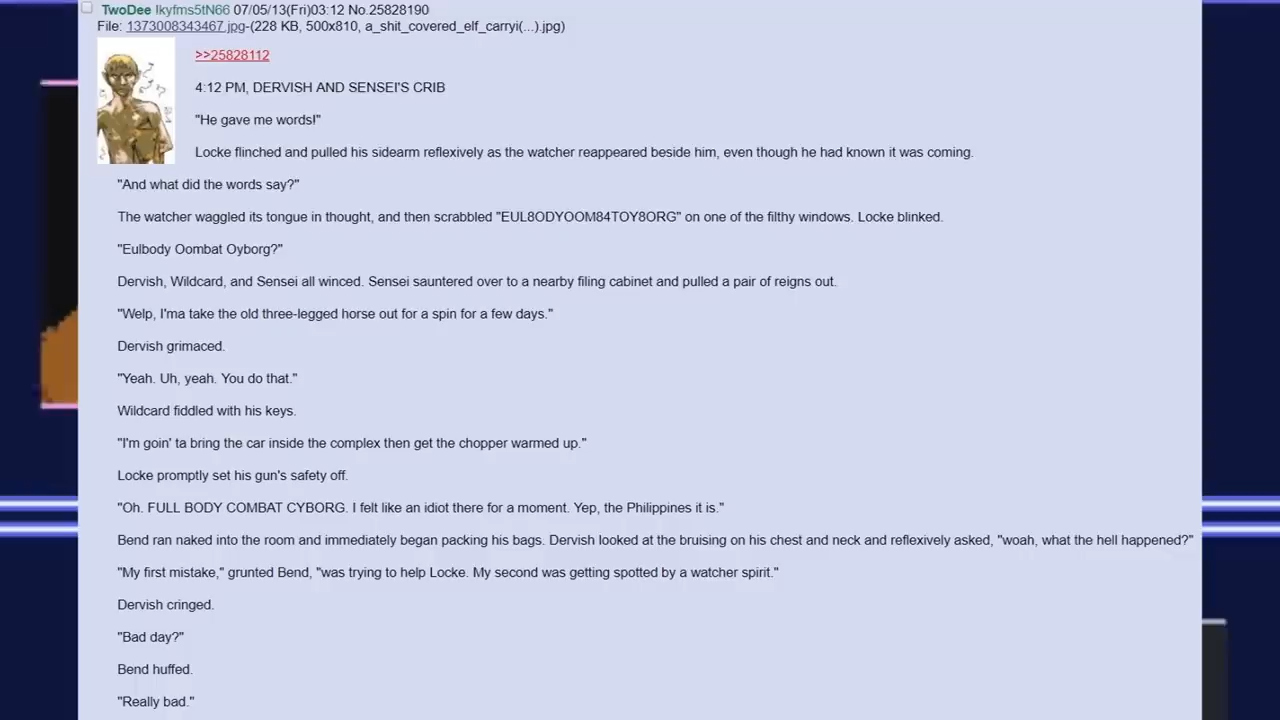 TwoDee !kyfms5tN66 07/05/13(Fri)03:12 No.25828190
File: 1373008343467.jpg-(228 KB, 500x810, a_shit_covered_elf_carryi(...).jpg)
>>25828112
4:12 PM, DERVISH AND SENSEI'S CRIB
"He gave me words!"
Locke flinched and pulled his sidearm reflexively as the watcher reappeared beside him, even though he had known it was coming.
"And what did the words say?"
The watcher waggled its tongue in thought, and then scrabbled "EUL8ODYOOM84TOY8ORG" on one of the filthy windows. Locke blinked.
"Eulbody Oombat Oyborg?"
Dervish, Wildcard, and Sensei all winced. Sensei sauntered over to a nearby filing cabinet and pulled a pair of reigns out.
"Welp, I'ma take the old three-legged horse out for a spin for a few days."
Dervish grimaced.
"Yeah. Uh, yeah. You do that."
Wildcard fiddled with his keys.
"I'm goin' ta bring the car inside the complex then get the chopper warmed up."
Locke promptly set his gun's safety off.
"Oh. FULL BODY COMBAT CYBORG. I felt like an idiot there for a moment. Yep, the Philippines it is."
Bend ran naked into the room and immediately began packing his bags. Dervish looked at the bruising on his chest and neck and reflexively asked, "woah, what the hell happened?"
"My first mistake," grunted Bend, "was trying to help Locke. My second was getting spotted by a watcher spirit."
Dervish cringed.
"Bad day?"
Bend huffed.
"Really bad."